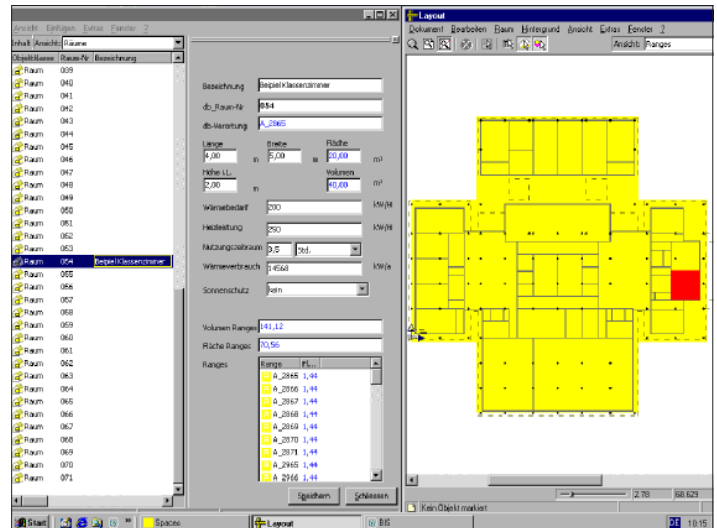 Layout
Ansicht Einfügen Extras Fenster ?
Dokument Bearbeiten Raum Hintergrund Ansicht Extras Fenster ?
Inhalt Ansicht: Räume
Ansicht: Ranges
Objektklasse Raum-Nr Bezeichnung
Raum 039
Raum 040
Raum 041
Raum 042
Raum 043
Raum 044
Raum 045
Raum 046
Raum 047
Raum 048
Raum 049
Raum 050
Raum 051
Raum 052
Raum 053
Raum 054 Beipiel Klassenzimmer
Raum 055
Raum 056
Raum 057
Raum 058
Raum 059
Raum 060
Raum 061
Raum 062
Raum 063
Raum 064
Raum 065
Raum 066
Raum 067
Raum 068
Raum 069
Raum 070
Raum 071
Bezeichnung Beipiel Klassenzimmer
db_Raum-Nr 054
db-Verortung A_2865
Länge Breite Fläche
4,00 m 5,00 m 20,00 m²
Höhe i.L. Volumen
2,00 m 40,00
Wärmebedarf 200 kW/H
Heizleistung 250 kW/H
Nutzungszeitraum 9,5 Std.
Wärmeverbrauch 14568 kW/a
Sonnenschutz kein
Volumen Ranges 141,12
Fläche Ranges 70,56
Ranges
Range Fl...
A_2865 1,44
A_2866 1,44
A_2867 1,44
A_2868 1,44
A_2869 1,44
A_2870 1,44
A_2871 1,44
A_2965 1,44
A_2966 1,44
Speichern Schliessen
2.78 68.629
Kein Objekt markiert
Start Spaces Layout BIS DE 10:15